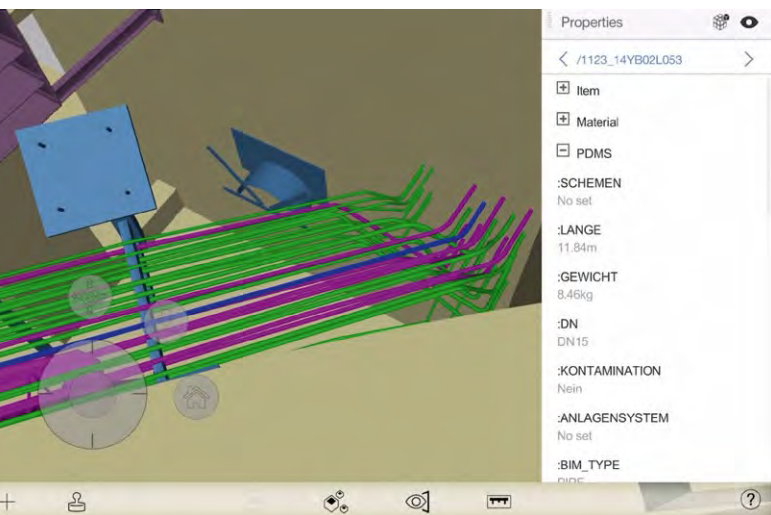 Properties
/1123_14YB02L053
Item
Material
PDMS
:SCHEMEN
No set
:LANGE
11.84m
:GEWICHT
8.46kg
:DN
DN15
:KONTAMINATION
Nein
:ANLAGENSYSTEM
No set
:BIM_TYPE
PIPE
?